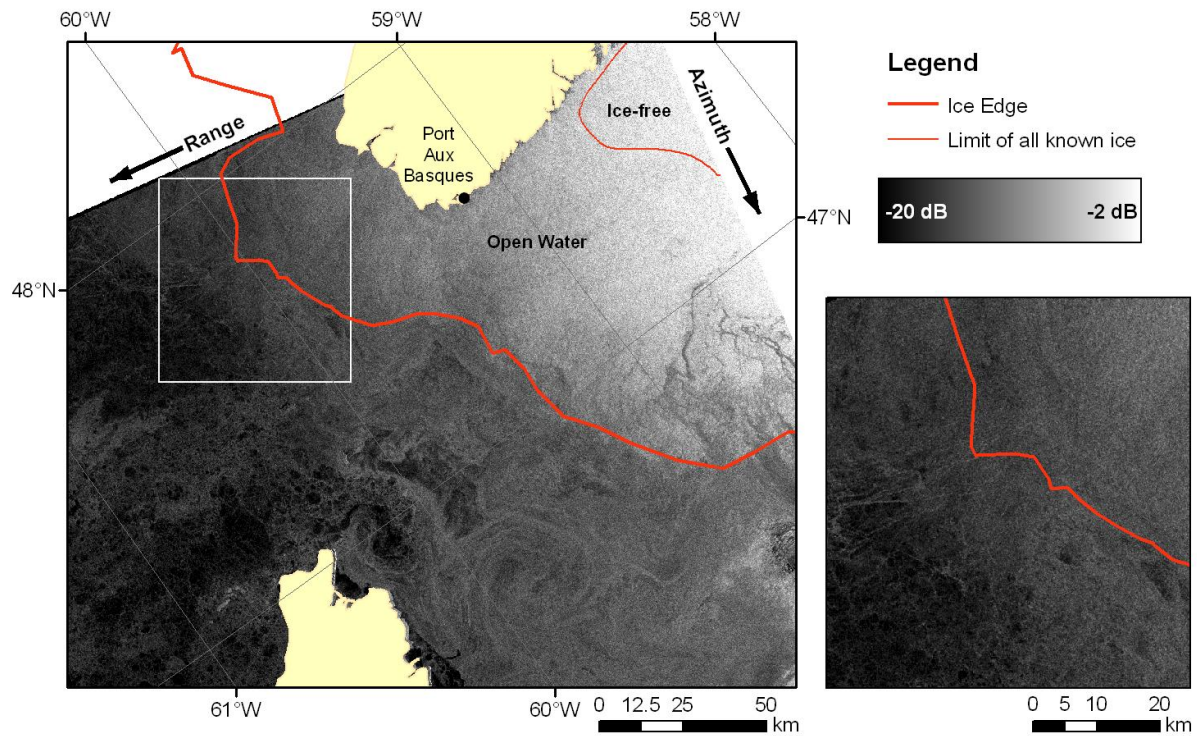 60°W
59°W
58°W
Range
Azimuth
Ice-free
Port
Aux
Basques
Open Water
47°N
48°N
61°W
60°W
0 12.5 25 50
km
Legend
Ice Edge
Limit of all known ice
-20 dB -2 dB
0 5 10 20
km